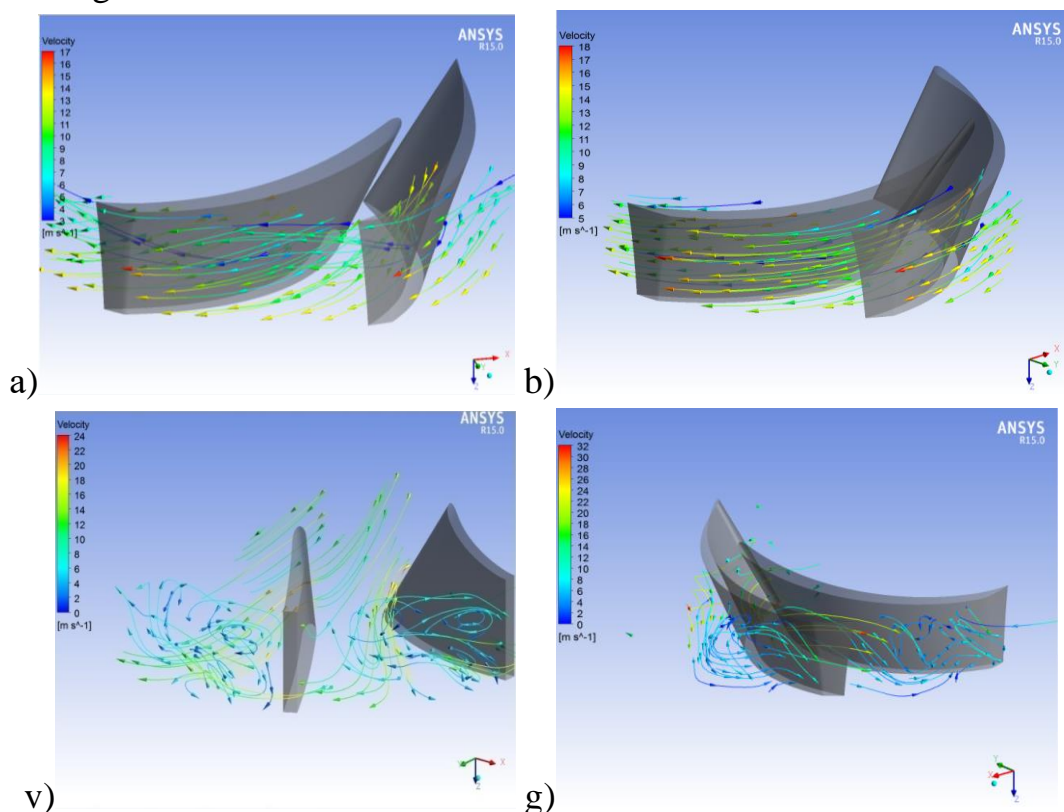 Velocity
17
16
15
14
13
12
11
10
9
8
7
6
5
4
3
[m s^-1]
ANSYS
R15.0
X
Y
Z
a)
Velocity
18
17
16
15
14
13
12
11
10
9
8
7
6
5
[m s^-1]
ANSYS
R15.0
X
Y
Z
b)
Velocity
24
22
20
18
16
14
12
10
8
6
4
2
0
[m s^-1]
ANSYS
R15.0
Y
X
Z
v)
Velocity
32
30
28
26
24
22
20
18
16
14
12
10
8
6
4
2
0
[m s^-1]
ANSYS
R15.0
Y
X
Z
g)